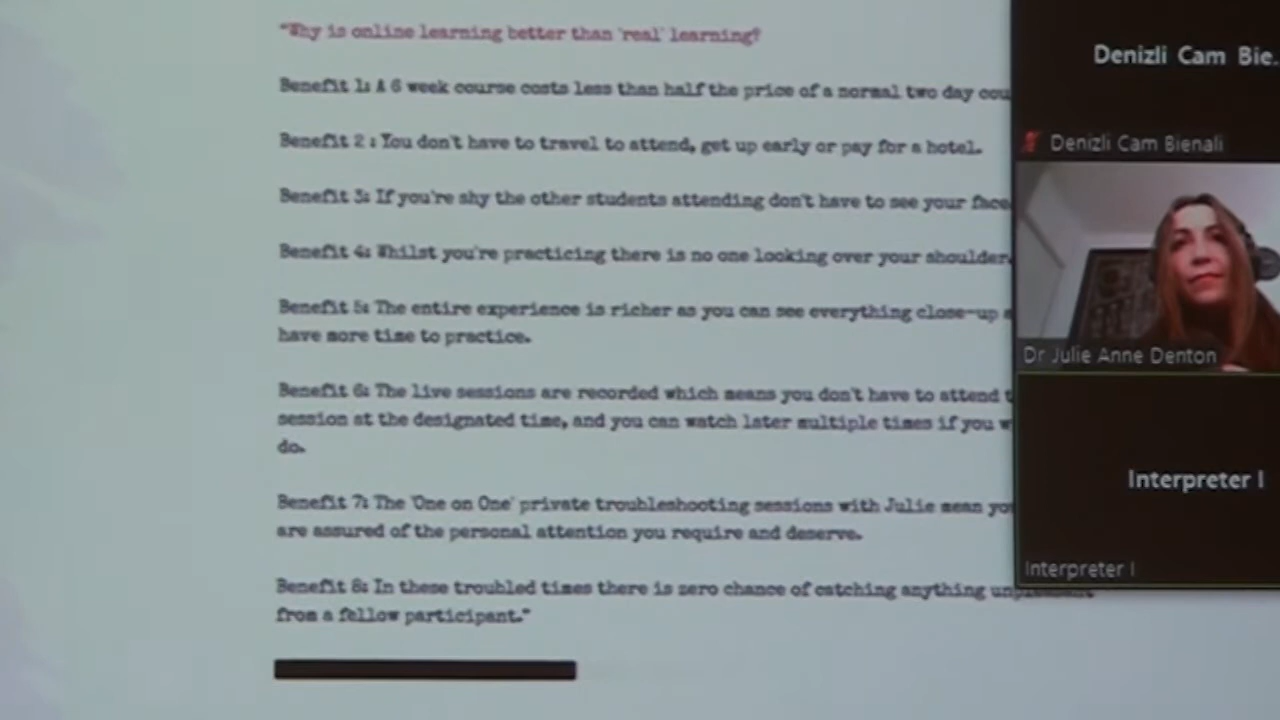 "Why is online learning better than 'real' learning?
Benefit 1: A 6 week course costs less than half the price of a normal two day cou
Benefit 2 : You don't have to travel to attend, get up early or pay for a hotel.
Benefit 3: If you're shy the other students attending don't have to see your face.
Benefit 4: Whilst you're practicing there is no one looking over your shoulder.
Benefit 5: The entire experience is richer as you can see everything close-up
have more time to practice.
Benefit 6: The live sessions are recorded which means you don't have to attend t
session at the designated time, and you can watch later multiple times if you w
do.
Benefit 7: The 'One on One' private troubleshooting sessions with Julie mean you
are assured of the personal attention you require and deserve.
Benefit 8: In these troubled times there is zero chance of catching anything
from a fellow participant."
Denizli Cam Bie.
Denizli Cam Bienali
Dr Julie Anne Denton
Interpreter I
Interpreter I